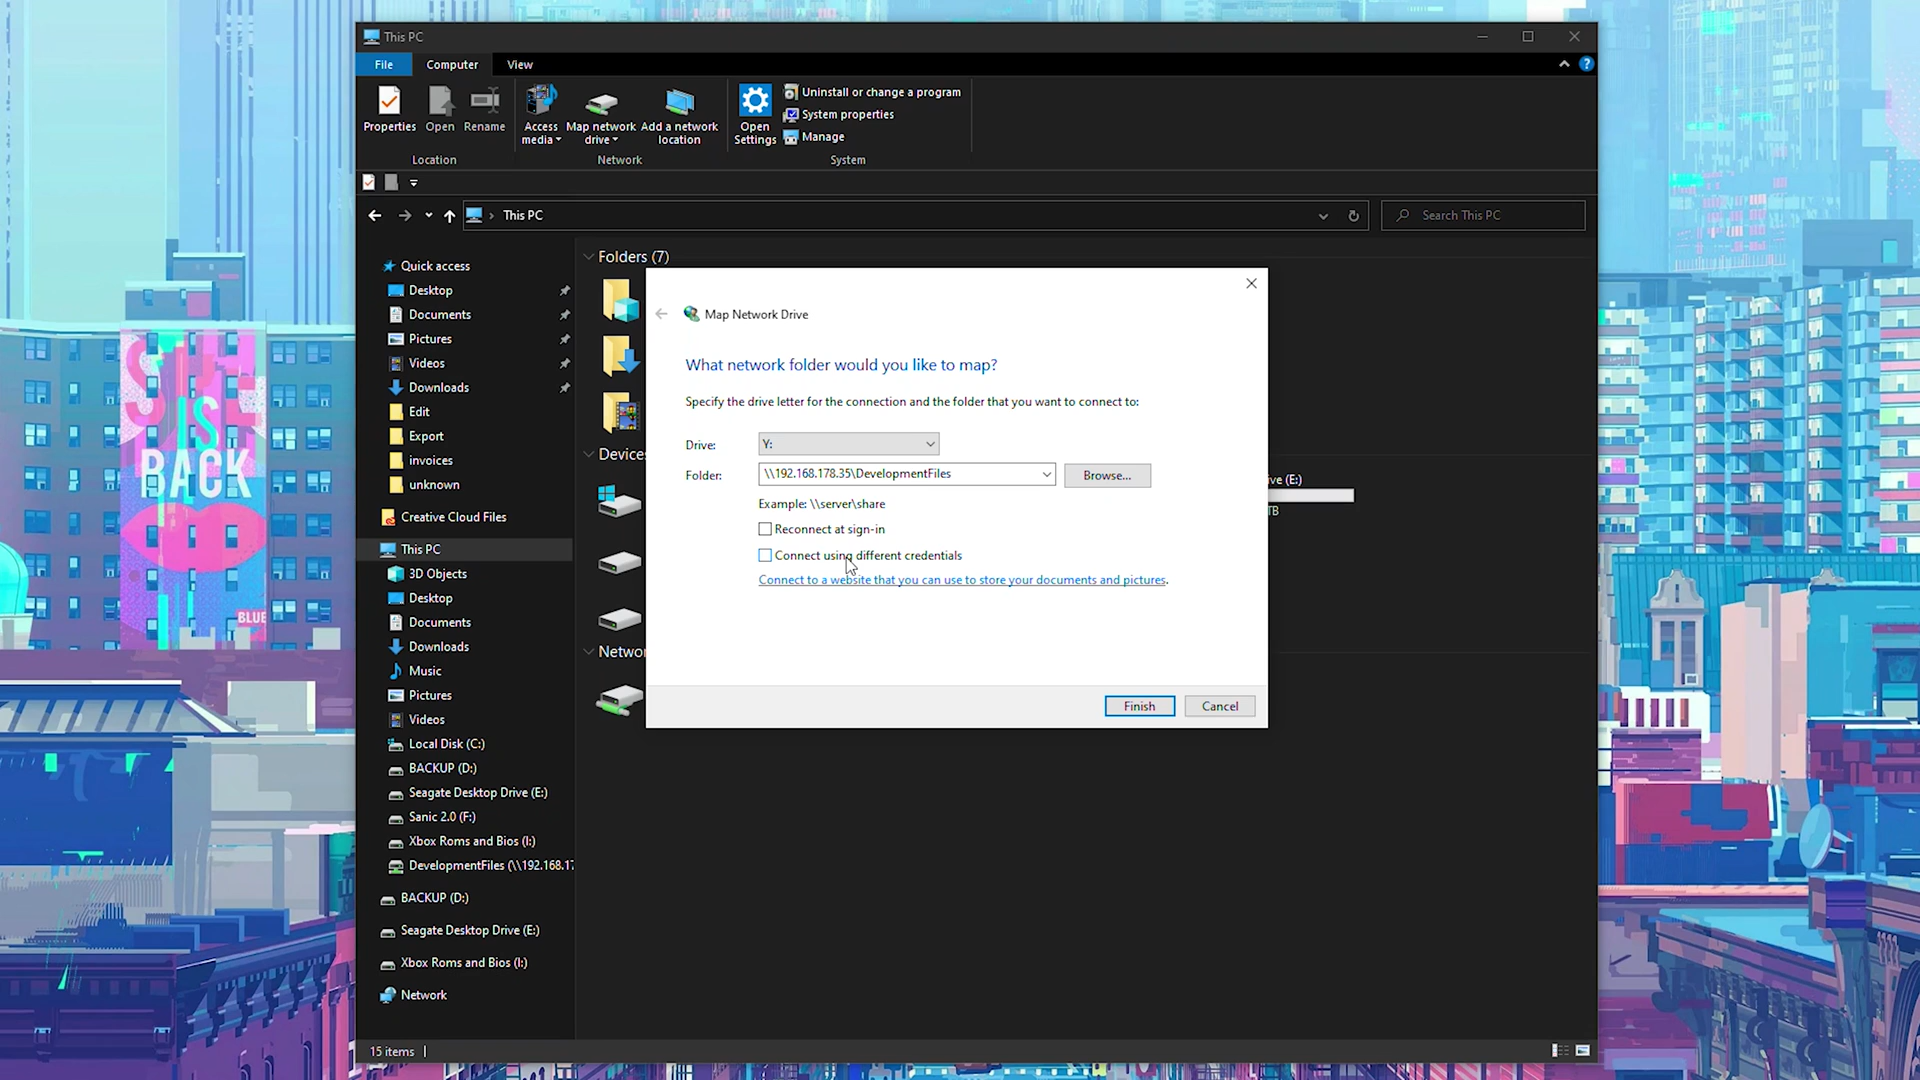 This PC
File
Computer
View
Properties
Open
Rename
Access media
Map network drive
Add a network location
Open Settings
Uninstall or change a program
System properties
Manage
Location
Network
System
This PC
Search This PC
Quick access
Desktop
Documents
Pictures
Videos
Downloads
Edit
Export
invoices
unknown
Creative Cloud Files
This PC
3D Objects
Desktop
Documents
Downloads
Music
Pictures
Videos
Local Disk (C:)
BACKUP (D:)
Seagate Desktop Drive (E:)
Sanic 2.0 (F:)
Xbox Roms and Bios (I:)
DevelopmentFiles (\\192.168.17
BACKUP (D:)
Seagate Desktop Drive (E:)
Xbox Roms and Bios (I:)
Network
15 items
Folders (7)
Devices
Networ
ive (E:)
TB
Map Network Drive
What network folder would you like to map?
Specify the drive letter for the connection and the folder that you want to connect to:
Drive:
Y:
Folder:
\\192.168.178.35\DevelopmentFiles
Browse...
Example: \\server\share
Reconnect at sign-in
Connect using different credentials
Connect to a website that you can use to store your documents and pictures.
Finish
Cancel
SHE
IS
BACK
BLUE